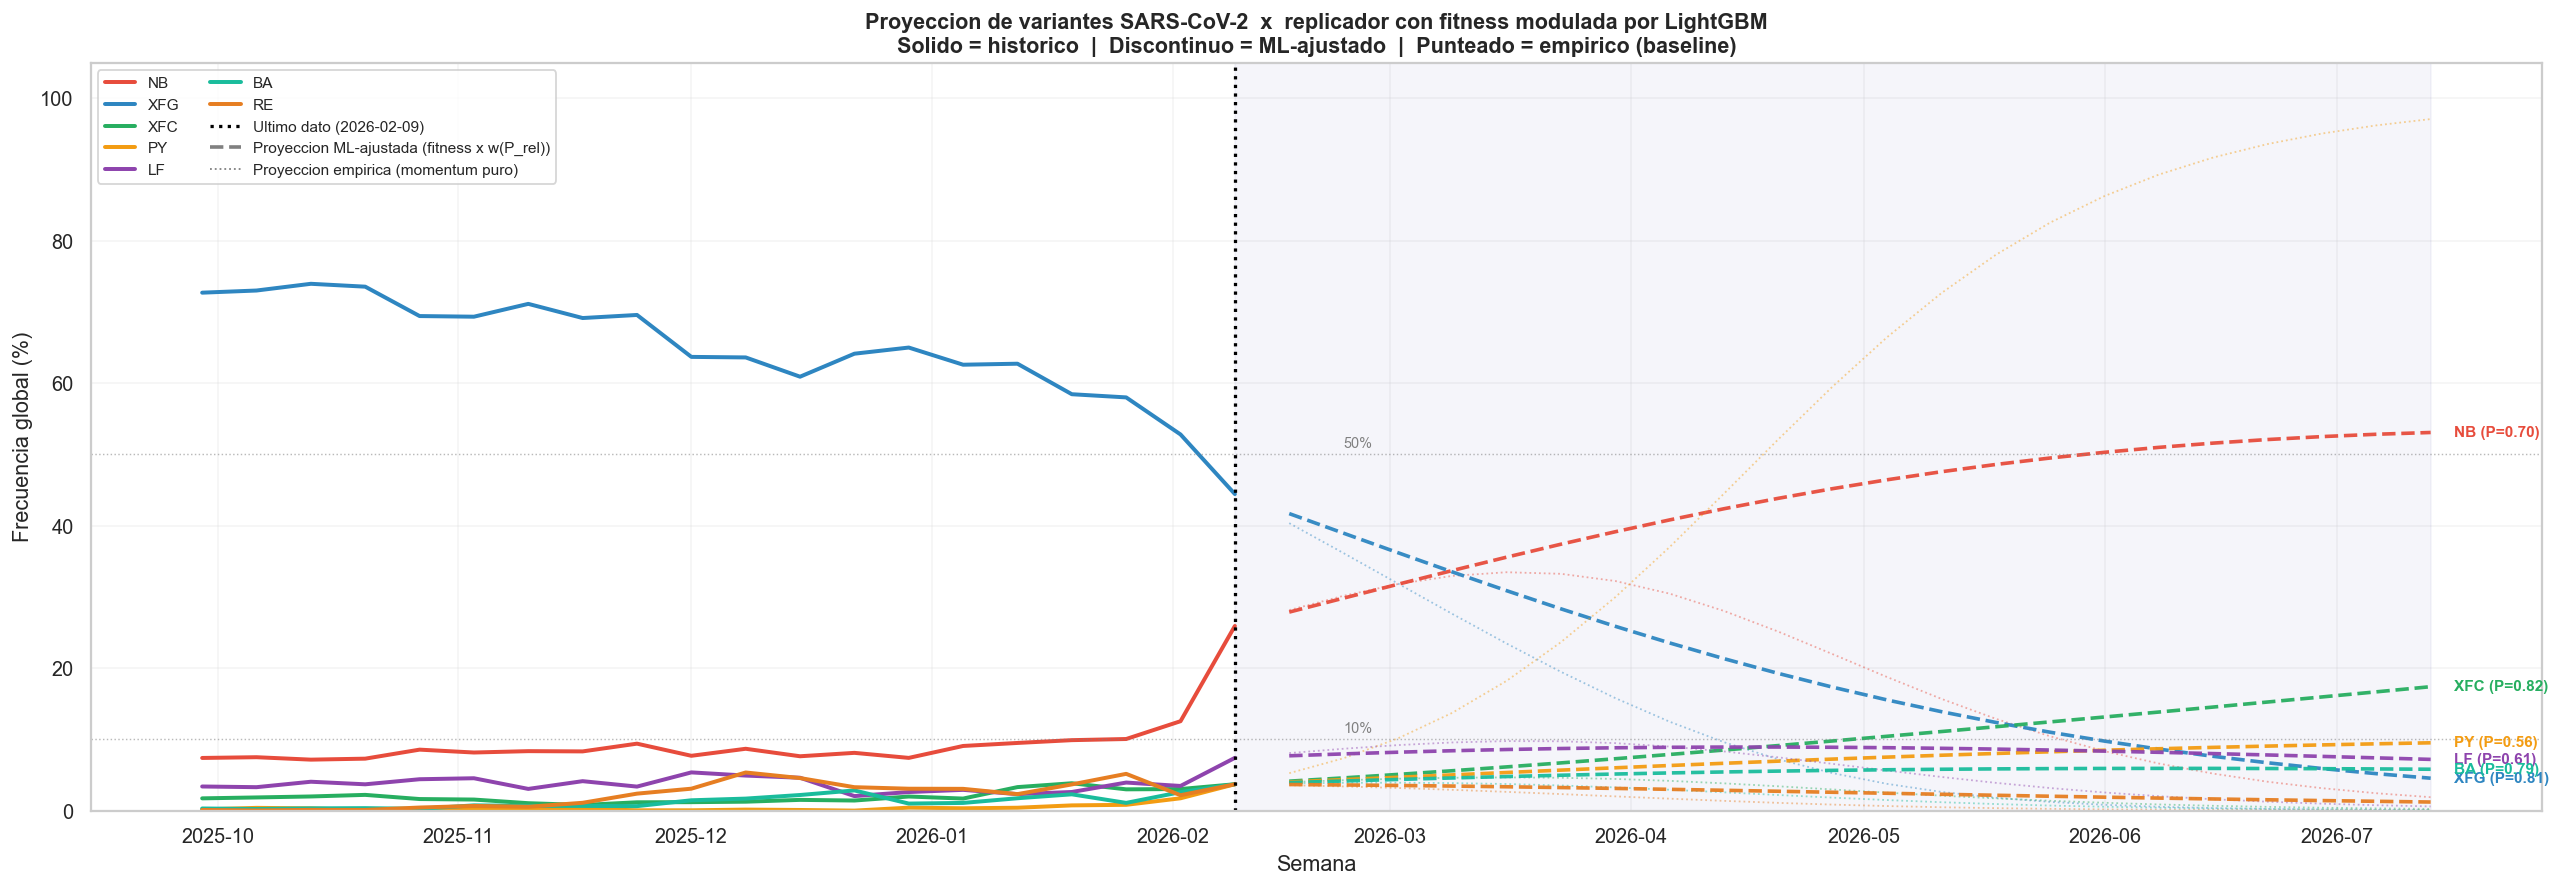 Proyeccion de variantes SARS-CoV-2 x replicador con fitness modulada por LightGBM
Solido = historico | Discontinuo = ML-ajustado | Punteado = empirico (baseline)
NB
XFG
XFC
PY
LF
BA
RE
Ultimo dato (2026-02-09)
Proyeccion ML-ajustada (fitness x w(P_rel))
Proyeccion empirica (momentum puro)
Frecuencia global (%)
100
80
60
40
20
0
50%
10%
NB (P=0.70)
XFC (P=0.82)
PY (P=0.56)
LF (P=0.61)
BA (P=0.79)
XFG (P=0.81)
2025-10
2025-11
2025-12
2026-01
2026-02
2026-03
2026-04
2026-05
2026-06
2026-07
Semana